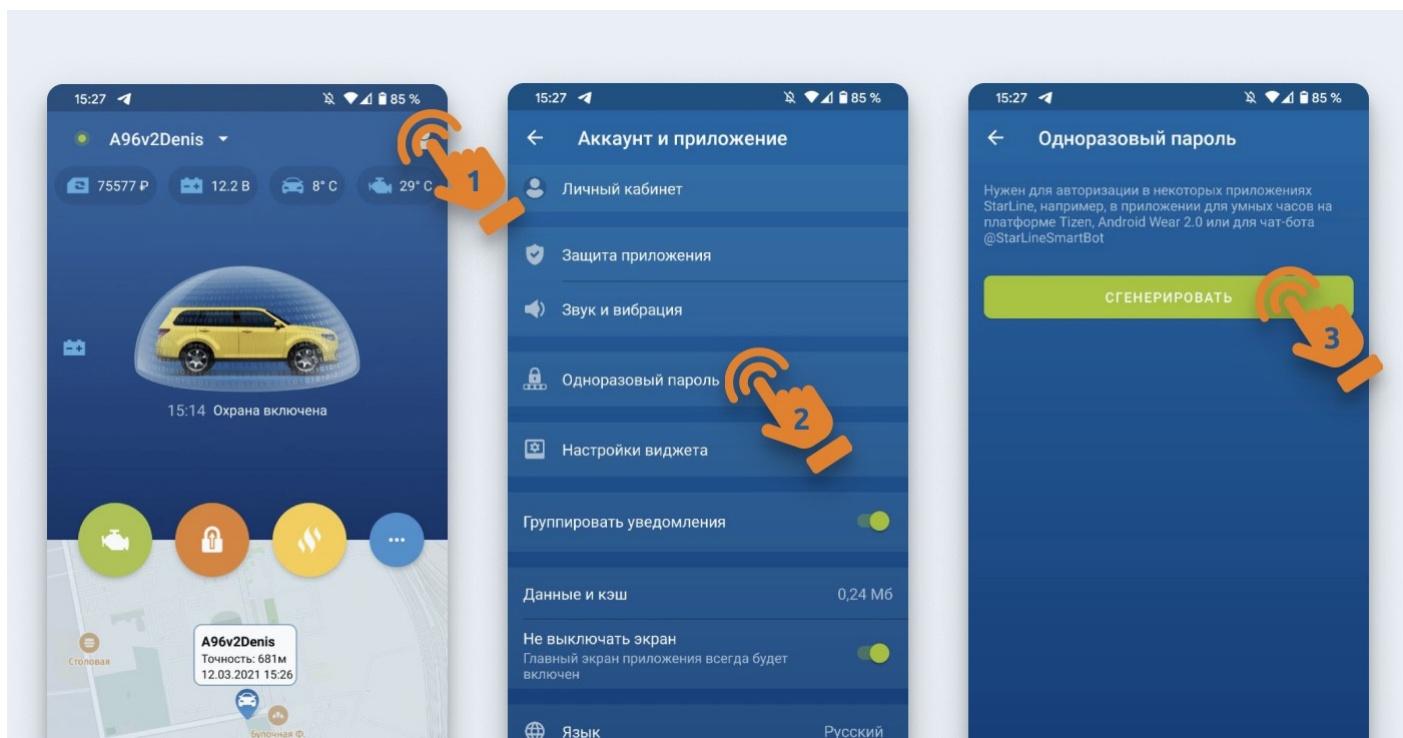 15:27
85 %
A96v2Denis
75577 ₽
12.2 В
8° C
29° C
1
15:14 Охрана включена
A96v2Denis
Точность: 681м
12.03.2021 15:26
Столовая
Булочная Ф.
15:27
85 %
Аккаунт и приложение
Личный кабинет
Защита приложения
Звук и вибрация
Одноразовый пароль
2
Настройки виджета
Группировать уведомления
Данные и кэш
0,24 Мб
Не выключать экран
Главный экран приложения всегда будет
включен
Язык
Русский
15:27
85 %
Одноразовый пароль
Нужен для авторизации в некоторых приложениях
StarLine, например, в приложении для умных часов на
платформе Tizen, Android Wear 2.0 или для чат-бота
@StarLineSmartBot
СГЕНЕРИРОВАТЬ
3